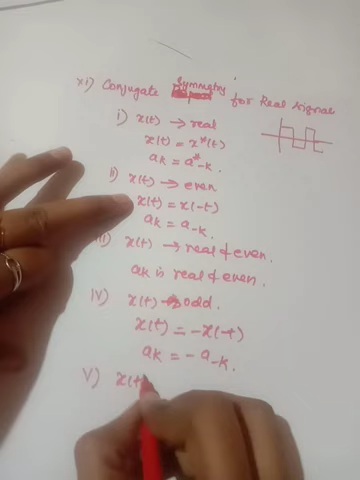 xi) Conjugate Symmetry for Real signal
i) x(t) → real
x(t) = x*(t)
ak = a*-k.
ii) x(t) → even
x(t) = x(-t)
ak = a-k.
iii) x(t) → real & even.
ak is real & even.
iv) x(t) → odd.
x(t) = -x(-t)
ak = - a-k.
v) x(t